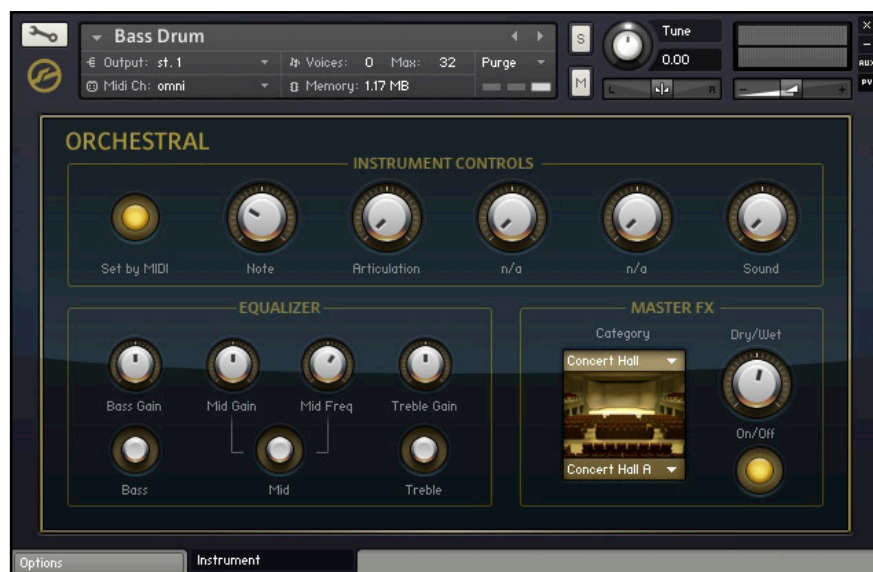 Bass Drum
S
Tune
0.00
Output: st. 1
Voices: 0 Max: 32
Purge
Midi Ch: omni
Memory: 1.17 MB
M
L
R
-
+
×
-
AUX
PV
ORCHESTRAL
INSTRUMENT CONTROLS
Set by MIDI
Note
Articulation
n/a
n/a
Sound
EQUALIZER
Bass Gain
Mid Gain
Mid Freq
Treble Gain
Bass
Mid
Treble
MASTER FX
Category
Dry/Wet
Concert Hall
On/Off
Concert Hall A
Options
Instrument